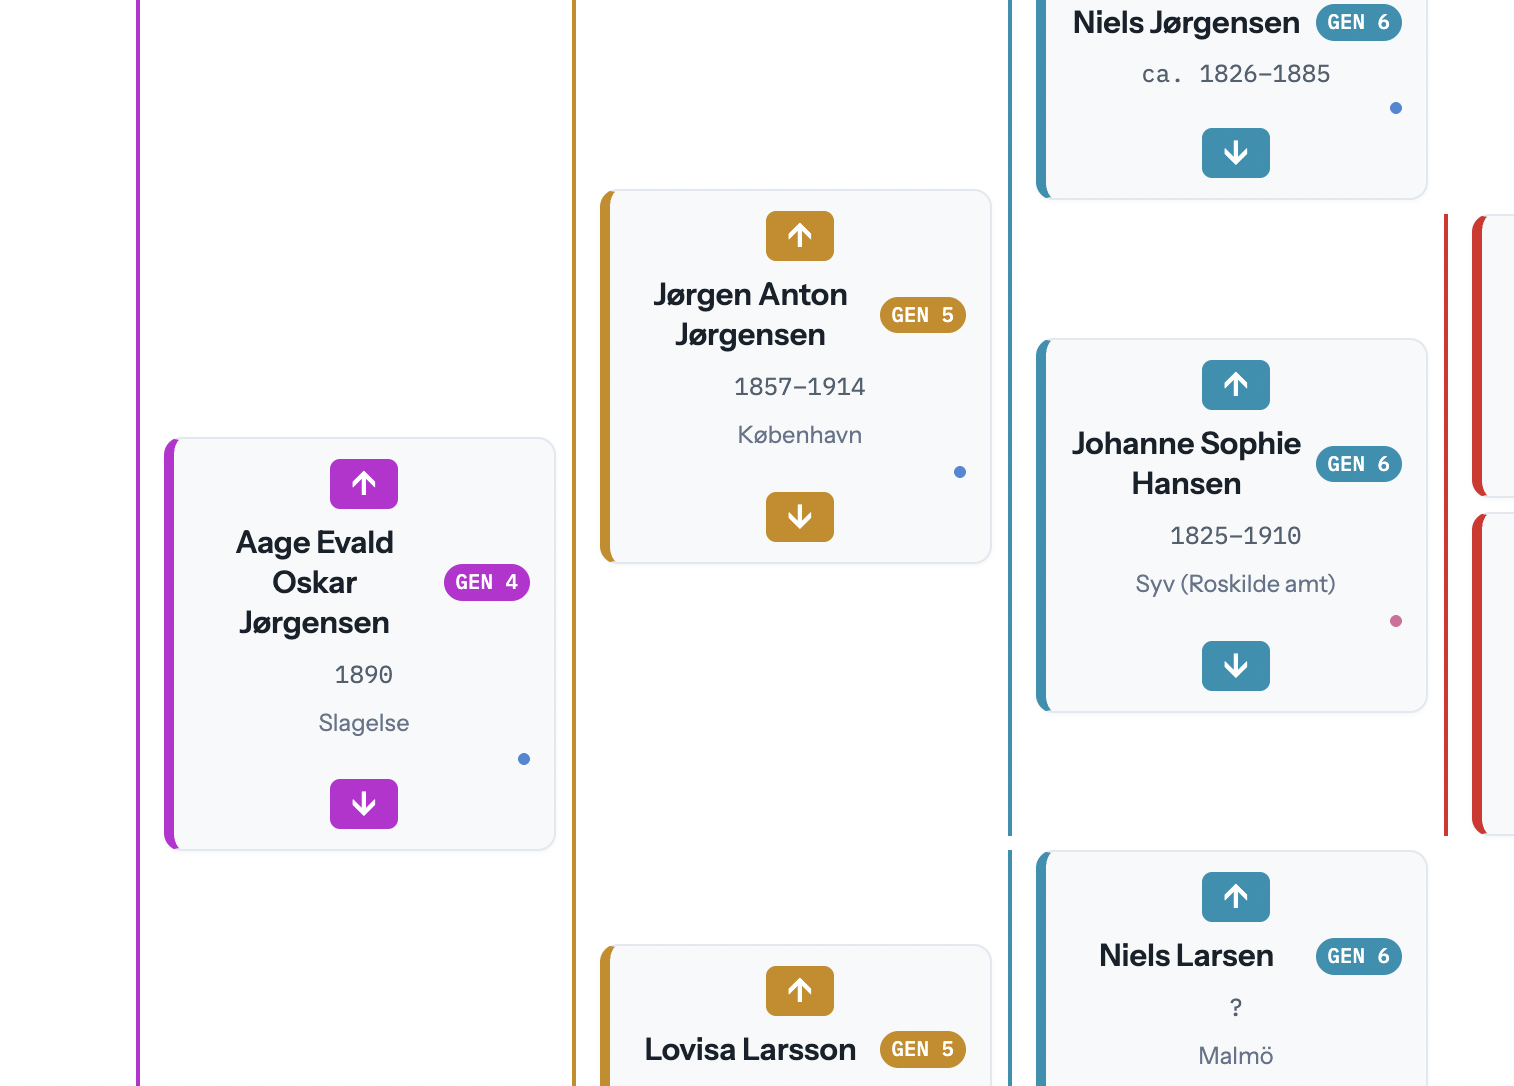 Niels Jørgensen
GEN 6
ca. 1826–1885
Jørgen Anton
Jørgensen
GEN 5
1857–1914
København
Johanne Sophie
Hansen
GEN 6
1825–1910
Syv (Roskilde amt)
Aage Evald
Oskar
Jørgensen
GEN 4
1890
Slagelse
Niels Larsen
GEN 6
?
Malmö
Lovisa Larsson
GEN 5